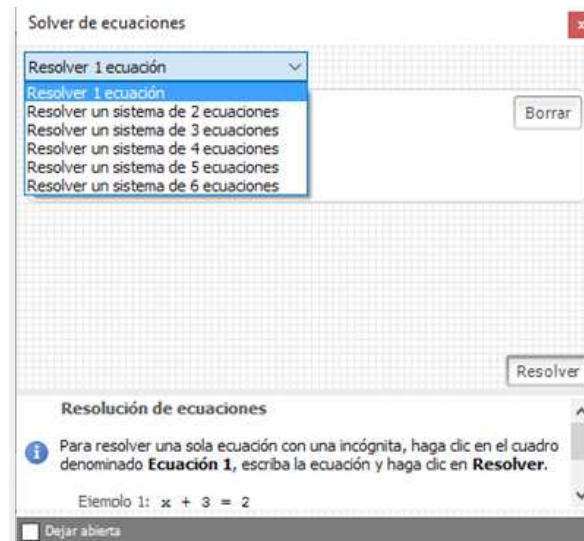 Solver de ecuaciones
x
Resolver 1 ecuación
Resolver 1 ecuación
Resolver un sistema de 2 ecuaciones
Resolver un sistema de 3 ecuaciones
Resolver un sistema de 4 ecuaciones
Resolver un sistema de 5 ecuaciones
Resolver un sistema de 6 ecuaciones
Borrar
Resolver
Resolución de ecuaciones
Para resolver una sola ecuación con una incógnita, haga clic en el cuadro
denominado Ecuación 1, escriba la ecuación y haga clic en Resolver.
Ejemplo 1: x + 3 = 2
Dejar abierta